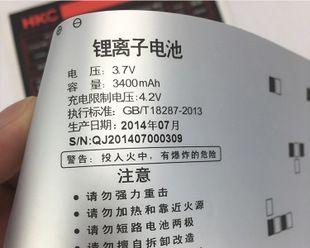 HKC
锂离子电池
电 压: 3.7V
容 量: 3400mAh
充电限制电压:4.2V
执行标准: GB/T18287-2013
生产日期:2014年07月
S/N:QJ201407000309
警告: 投入火中,有爆炸的危险
注意
● 请勿强力重击
● 请勿加热和靠近火源
● 请勿短路电池两极
● 请勿擅自拆卸改造